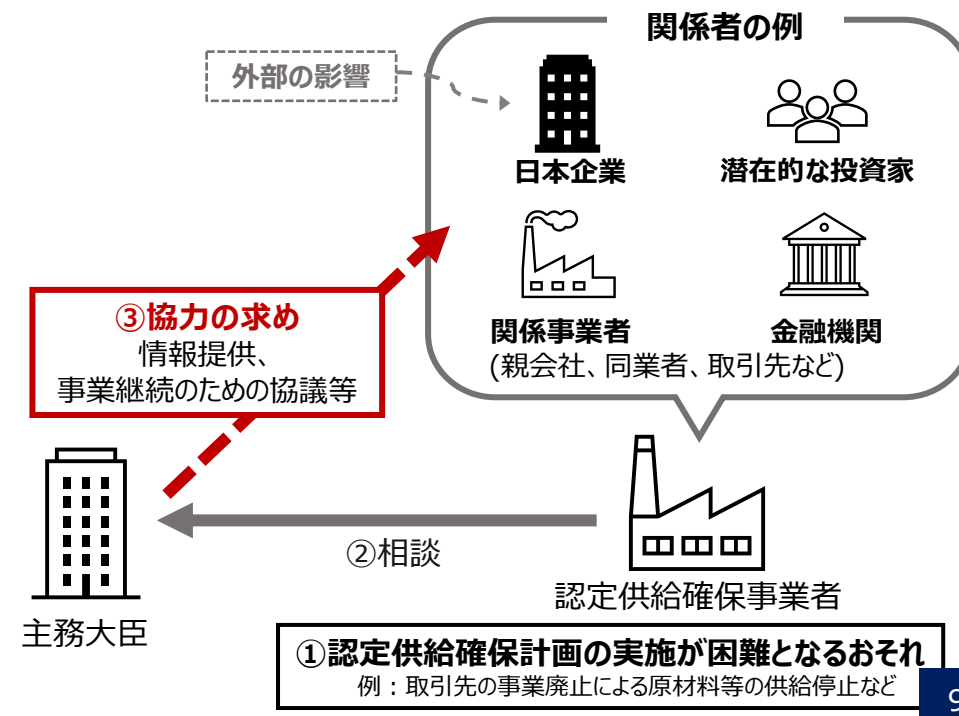 関係者の例
外部の影響
日本企業
潜在的な投資家
関係事業者
(親会社、同業者、取引先など)
金融機関
③協力の求め
情報提供、
事業継続のための協議等
②相談
主務大臣
認定供給確保事業者
①認定供給確保計画の実施が困難となるおそれ
例：取引先の事業廃止による原材料等の供給停止など
9